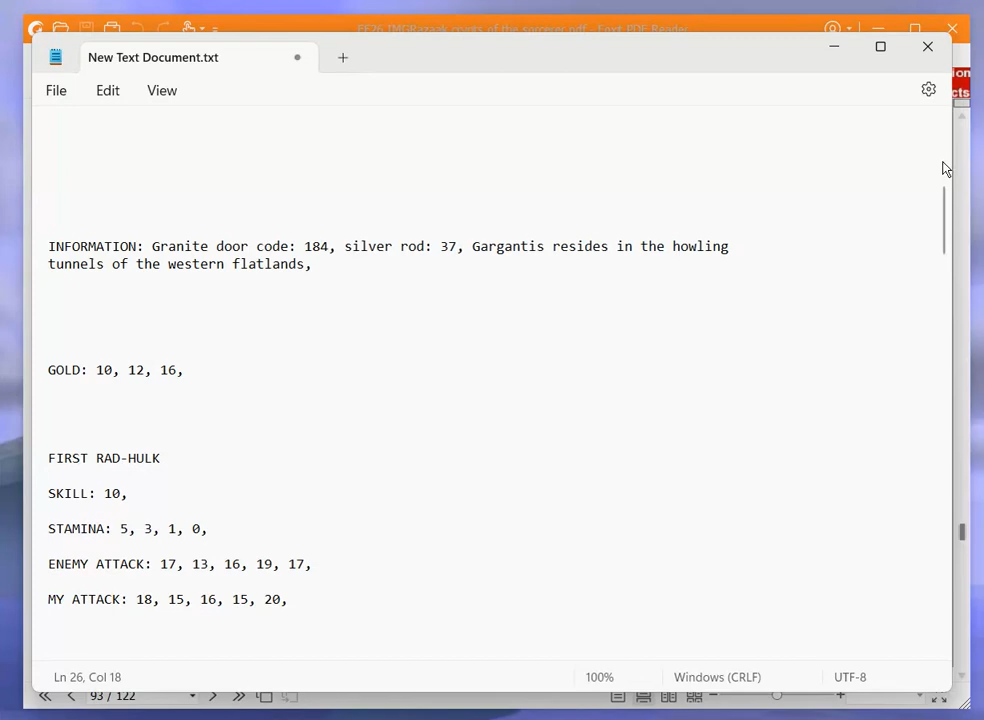 New Text Document.txt
File Edit View
INFORMATION: Granite door code: 184, silver rod: 37, Gargantis resides in the howling
tunnels of the western flatlands,
GOLD: 10, 12, 16,
FIRST RAD-HULK
SKILL: 10,
STAMINA: 5, 3, 1, 0,
ENEMY ATTACK: 17, 13, 16, 19, 17,
MY ATTACK: 18, 15, 16, 15, 20,
Ln 26, Col 18 100% Windows (CRLF) UTF-8
93 / 122